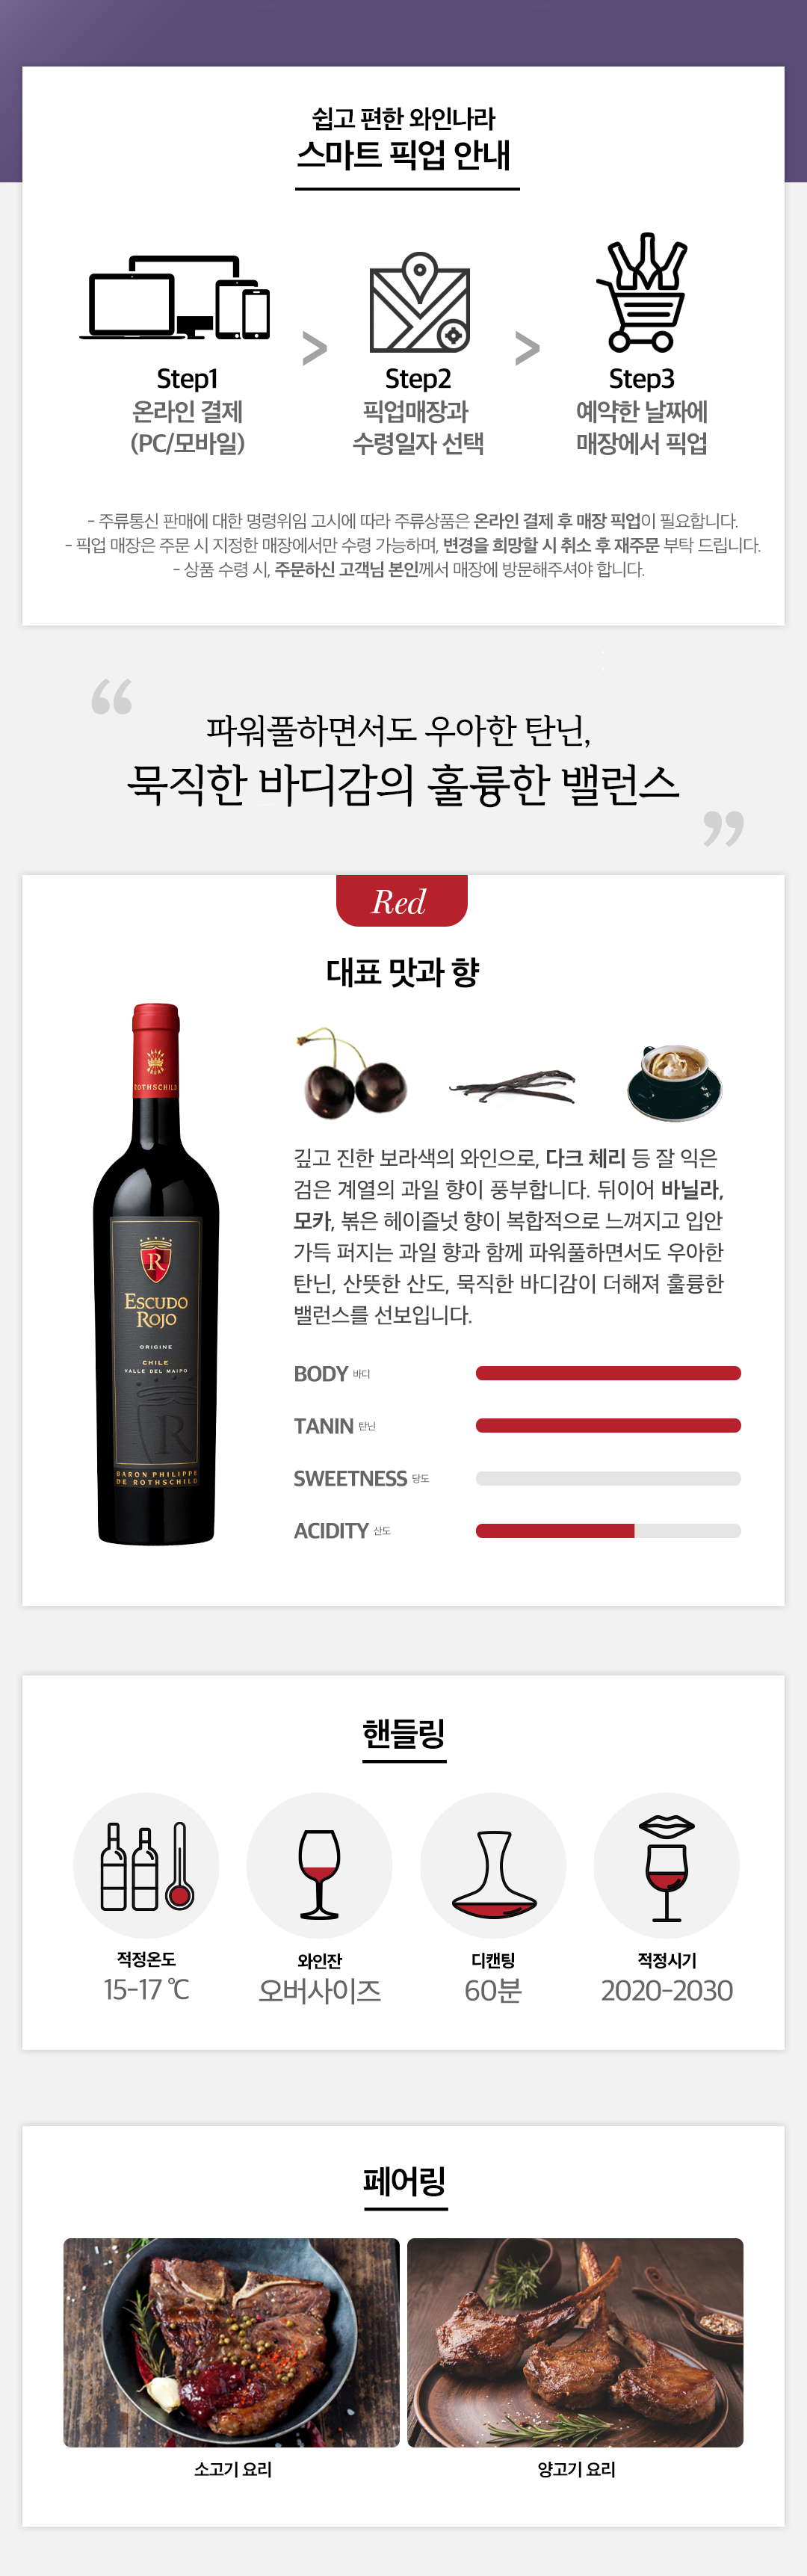 쉽고 편한 와인나라
스마트 픽업 안내
Step1
온라인 결제
(PC/모바일)
>
Step2
픽업매장과
수령일자 선택
>
Step3
예약한 날짜에
매장에서 픽업
- 주류통신 판매에 대한 명령위임 고시에 따라 주류상품은 온라인 결제 후 매장 픽업이 필요합니다.
- 픽업 매장은 주문 시 지정한 매장에서만 수령 가능하며, 변경을 희망할 시 취소 후 재주문 부탁 드립니다.
- 상품 수령 시, 주문하신 고객님 본인께서 매장에 방문해주셔야 합니다.
“
파워풀하면서도 우아한 탄닌,
묵직한 바디감의 훌륭한 밸런스
”
Red
대표 맛과 향
ROTHSCHILD
R
ESCUDO
ROJO
ORIGINE
CHILE
VALLE DEL MAIPO
R
BARON PHILIPPE
DE ROTHSCHILD
깊고 진한 보라색의 와인으로, 다크 체리 등 잘 익은
검은 계열의 과일 향이 풍부합니다. 뒤이어 바닐라,
모카, 볶은 헤이즐넛 향이 복합적으로 느껴지고 입안
가득 퍼지는 과일 향과 함께 파워풀하면서도 우아한
탄닌, 산뜻한 산도, 묵직한 바디감이 더해져 훌륭한
밸런스를 선보입니다.
BODY 바디
TANIN 탄닌
SWEETNESS 당도
ACIDITY 산도
핸들링
적정온도
15-17 ℃
와인잔
오버사이즈
디캔팅
60분
적정시기
2020-2030
페어링
소고기 요리
양고기 요리